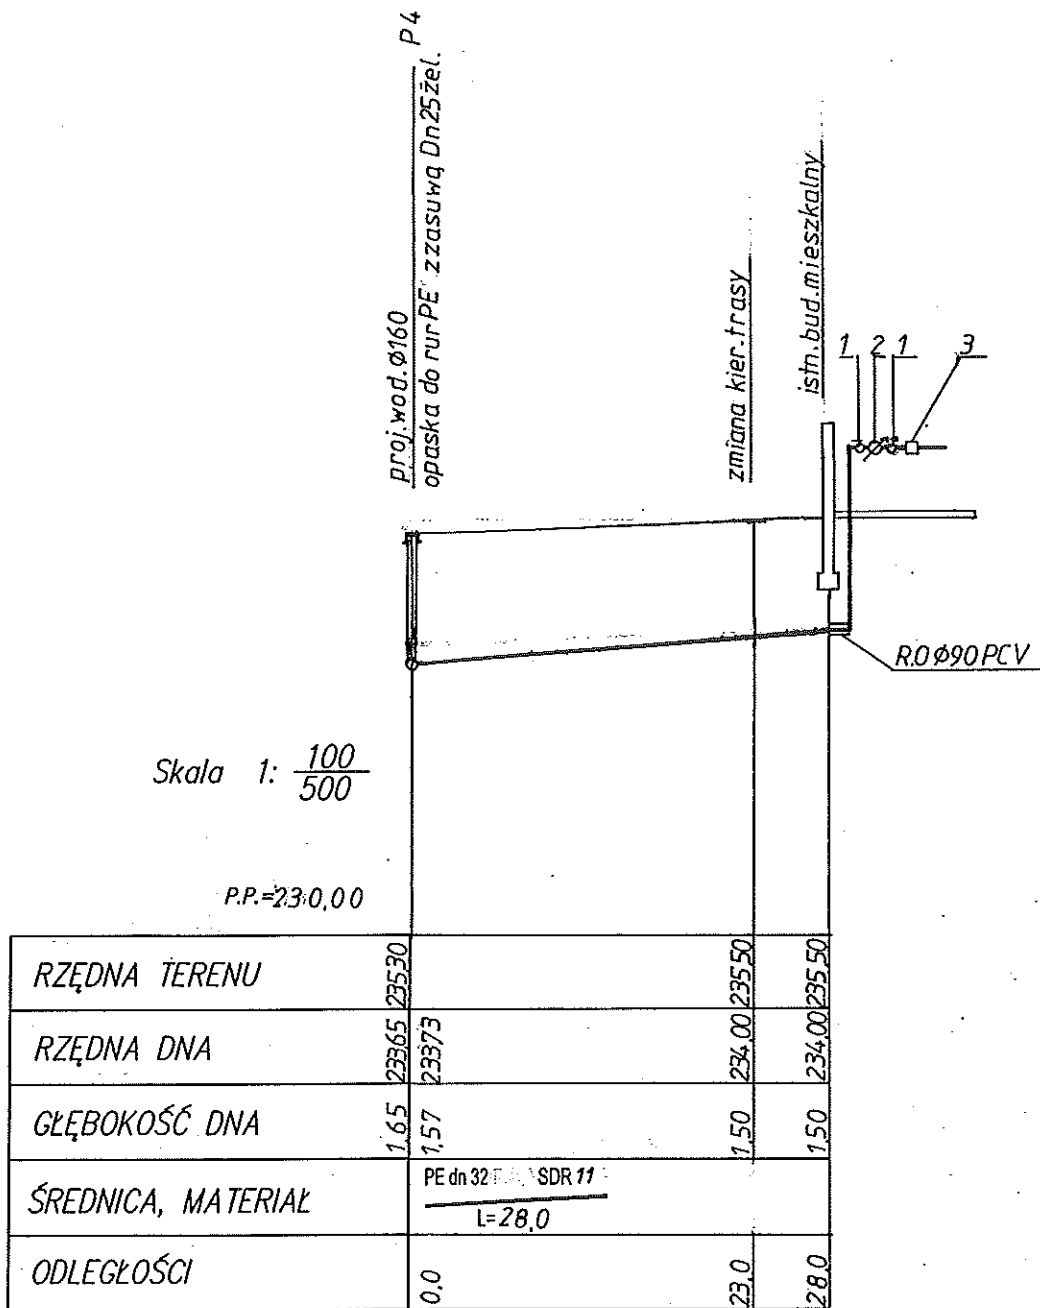 P4
proj.wod.ø160
opaska do rur PE z zasuwą Dn25żel.
zmiana kier.trasy
istn.bud.mieszkalny
1 2 1 3
R.O ø90 PCV
Skala 1: 100
500
P.P.=230,00
RZĘDNA TERENU 235.30 235.50 235.50
RZĘDNA DNA 233.65 233.73 234.00 234.00
GŁĘBOKOŚĆ DNA 1.65 1,57 1.50 1.50
ŚREDNICA, MATERIAŁ PE dn 32 SDR 11
L=28,0
ODLEGŁOŚCI 0,0 23,0 28,0